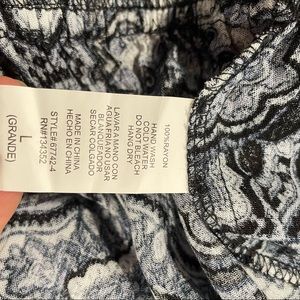 100%RAYON
HAND WASH
COLD WATER
DO NOT BLEACH
HANG DRY
LAVAR A MANO CON
AGUA FRIA NO USAR
BLANQUEADOR
SECAR COLGADO
MADE IN CHINA
HECHO EN CHINA
STYLE# 67742-4
RN#134352
L
(GRANDE)